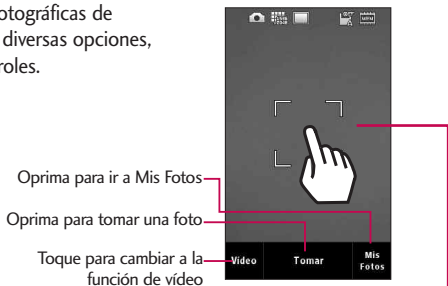 otográficas de
diversas opciones,
roles.
Oprima para ir a Mis Fotos
Oprima para tomar una foto
Toque para cambiar a la
función de vídeo
Vídeo
Tomar
Mis
Fotos